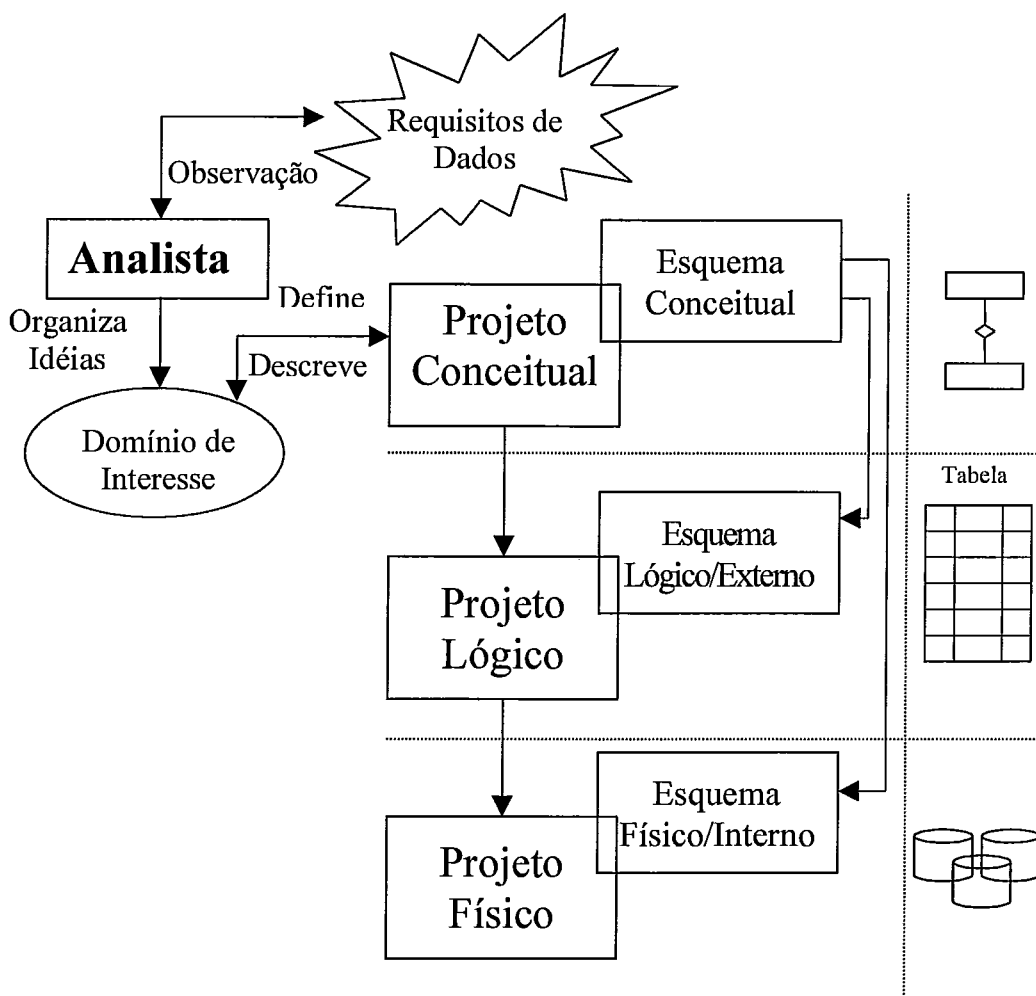 Requisitos de
Dados
Observação
Analista
Organiza
Idéias
Define
Descreve
Domínio de
Interesse
Projeto
Conceitual
Esquema
Conceitual
Tabela
Esquema
Lógico/Externo
Projeto
Lógico
Esquema
Físico/Interno
Projeto
Físico